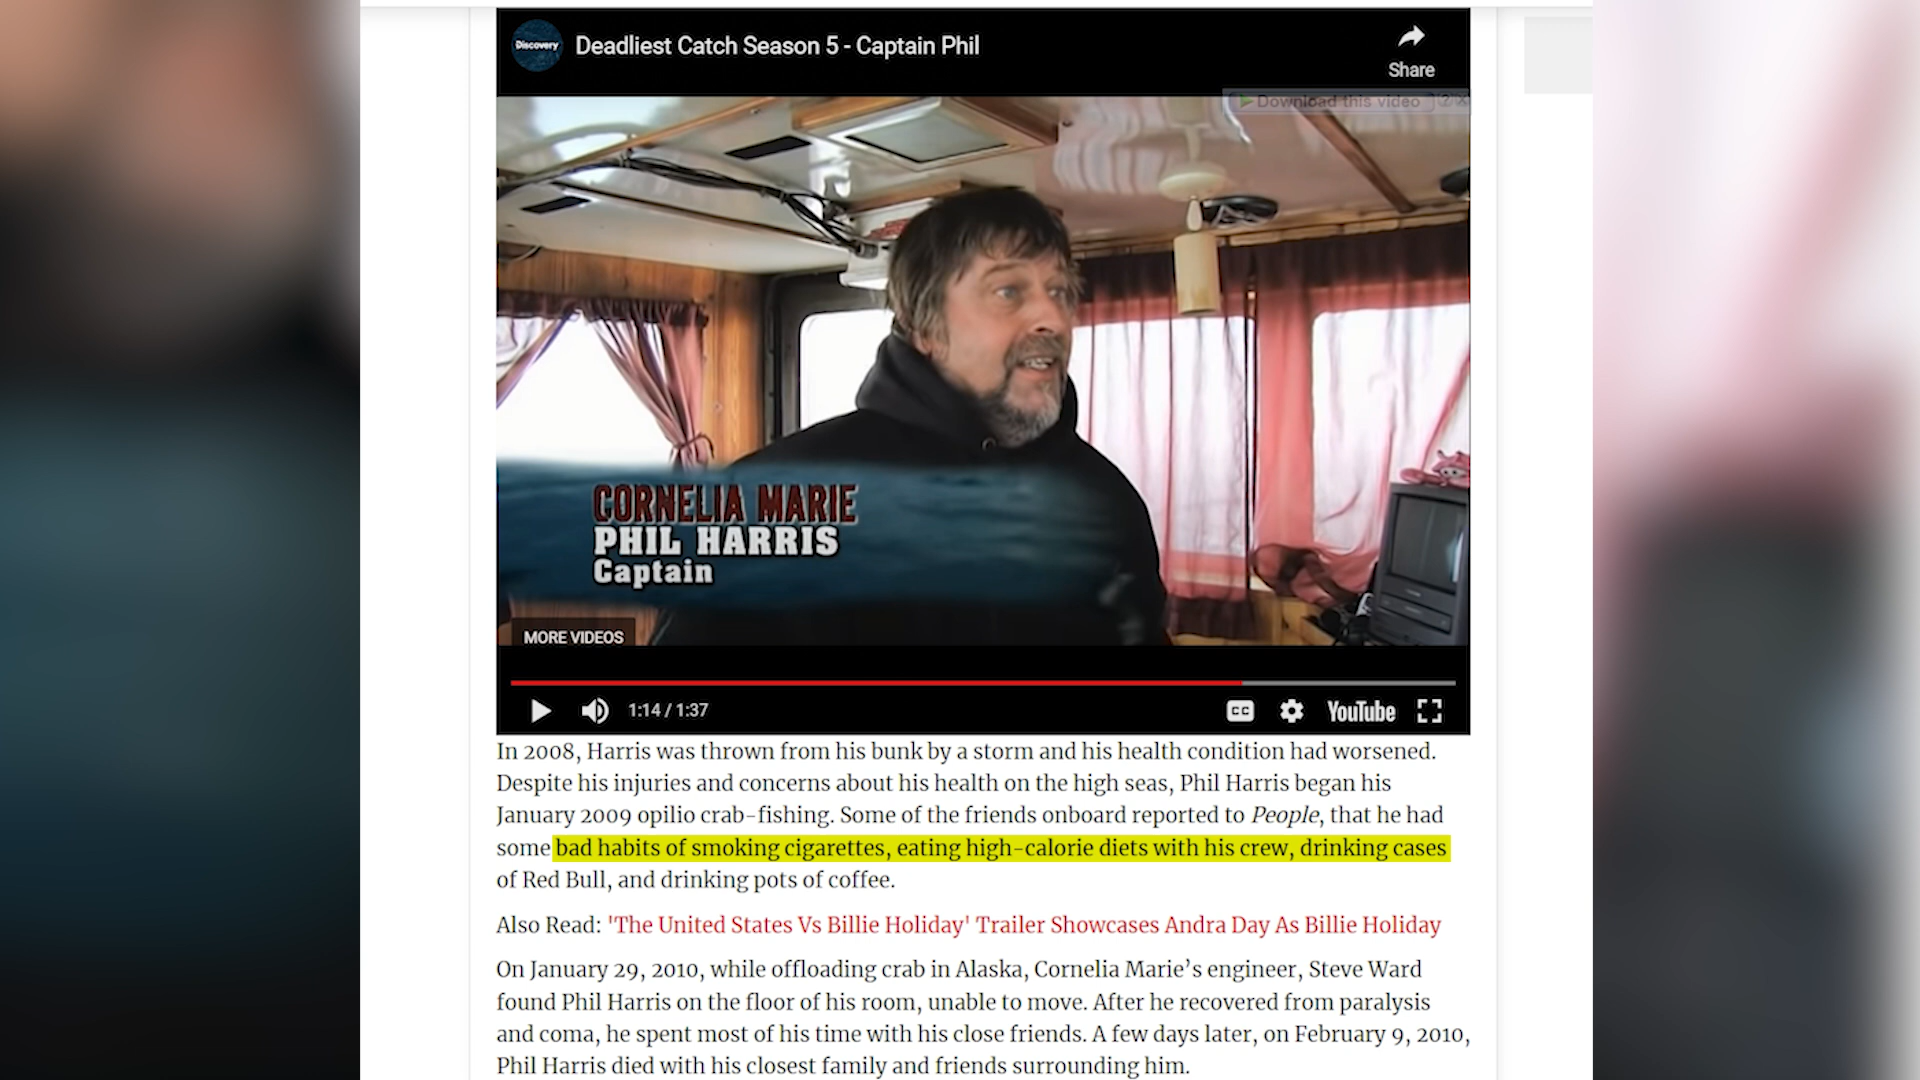 Discovery
Deadliest Catch Season 5 - Captain Phil
Share
Download this video
CORNELIA MARIE
PHIL HARRIS
Captain
MORE VIDEOS
1:14 / 1:37
CC
YouTube
In 2008, Harris was thrown from his bunk by a storm and his health condition had worsened.
Despite his injuries and concerns about his health on the high seas, Phil Harris began his
January 2009 opilio crab-fishing. Some of the friends onboard reported to People, that he had
some bad habits of smoking cigarettes, eating high-calorie diets with his crew, drinking cases
of Red Bull, and drinking pots of coffee.
Also Read: 'The United States Vs Billie Holiday' Trailer Showcases Andra Day As Billie Holiday
On January 29, 2010, while offloading crab in Alaska, Cornelia Marie’s engineer, Steve Ward
found Phil Harris on the floor of his room, unable to move. After he recovered from paralysis
and coma, he spent most of his time with his close friends. A few days later, on February 9, 2010,
Phil Harris died with his closest family and friends surrounding him.